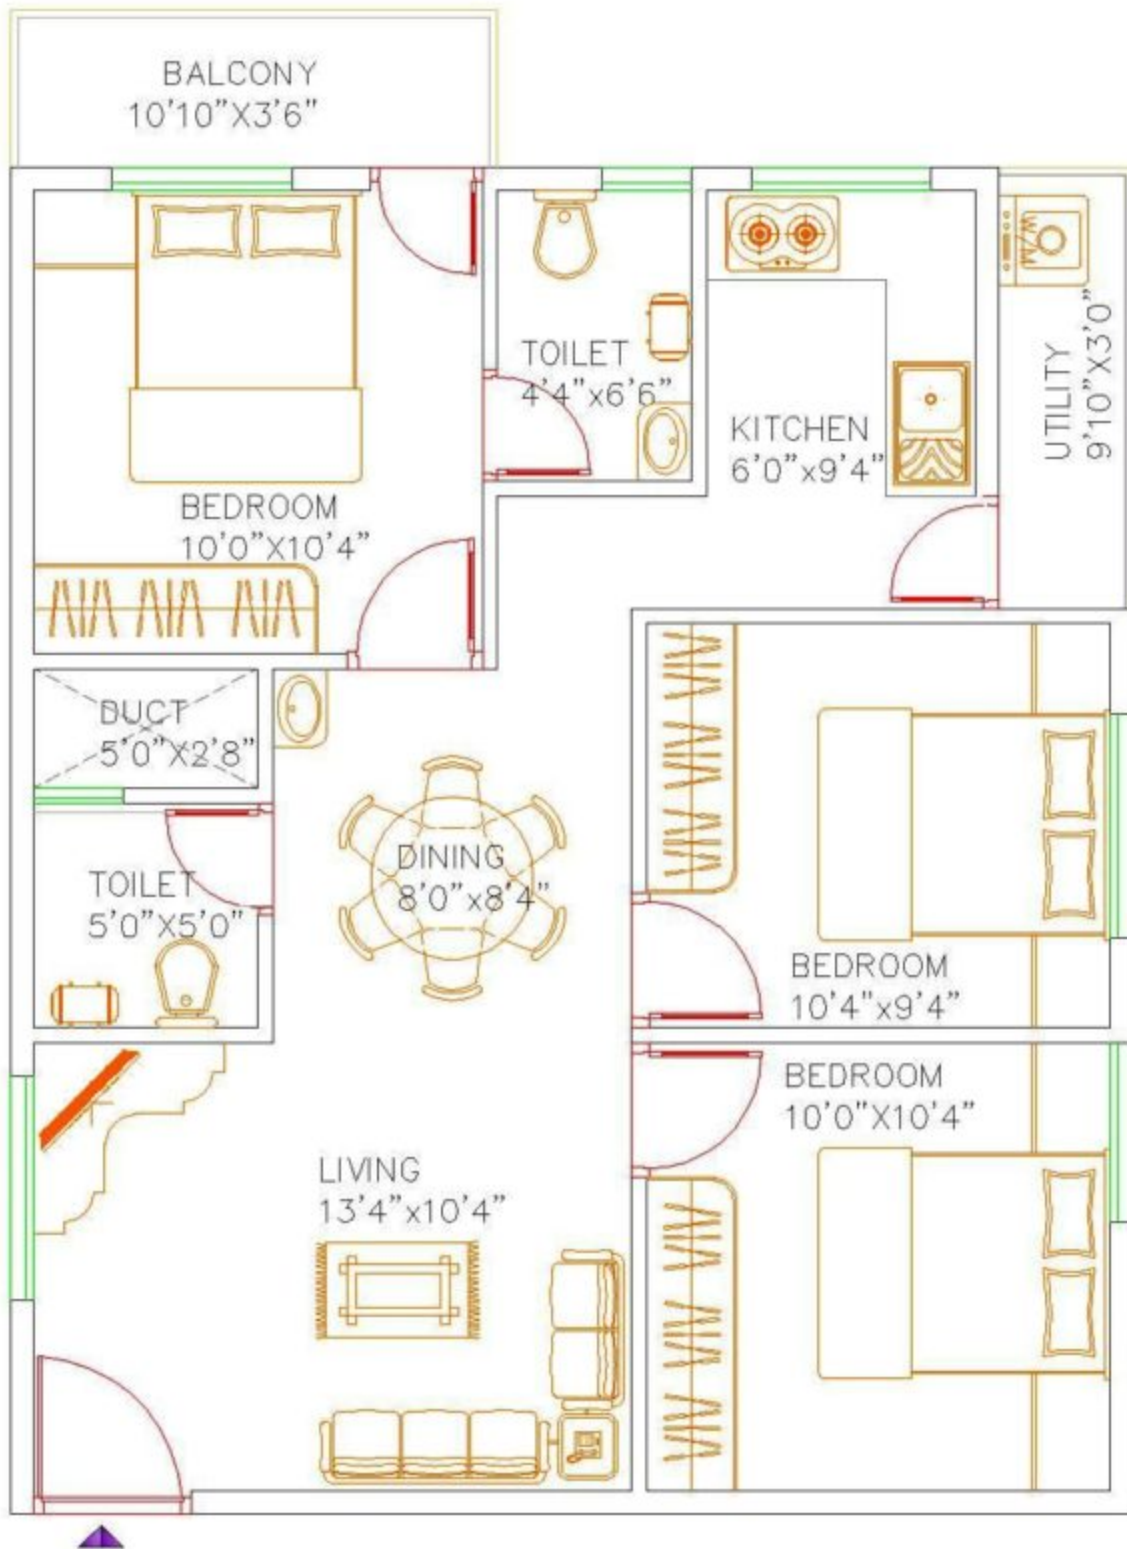 BALCONY
10'10"X3'6"
TOILET
4'4"x6'6"
KITCHEN
6'0"x9'4"
W/M
UTILITY
9'10"X3'0"
BEDROOM
10'0"X10'4"
DUCT
5'0"X2'8"
TOILET
5'0"X5'0"
DINING
8'0"x8'4"
BEDROOM
10'4"x9'4"
BEDROOM
10'0"X10'4"
LIVING
13'4"x10'4"